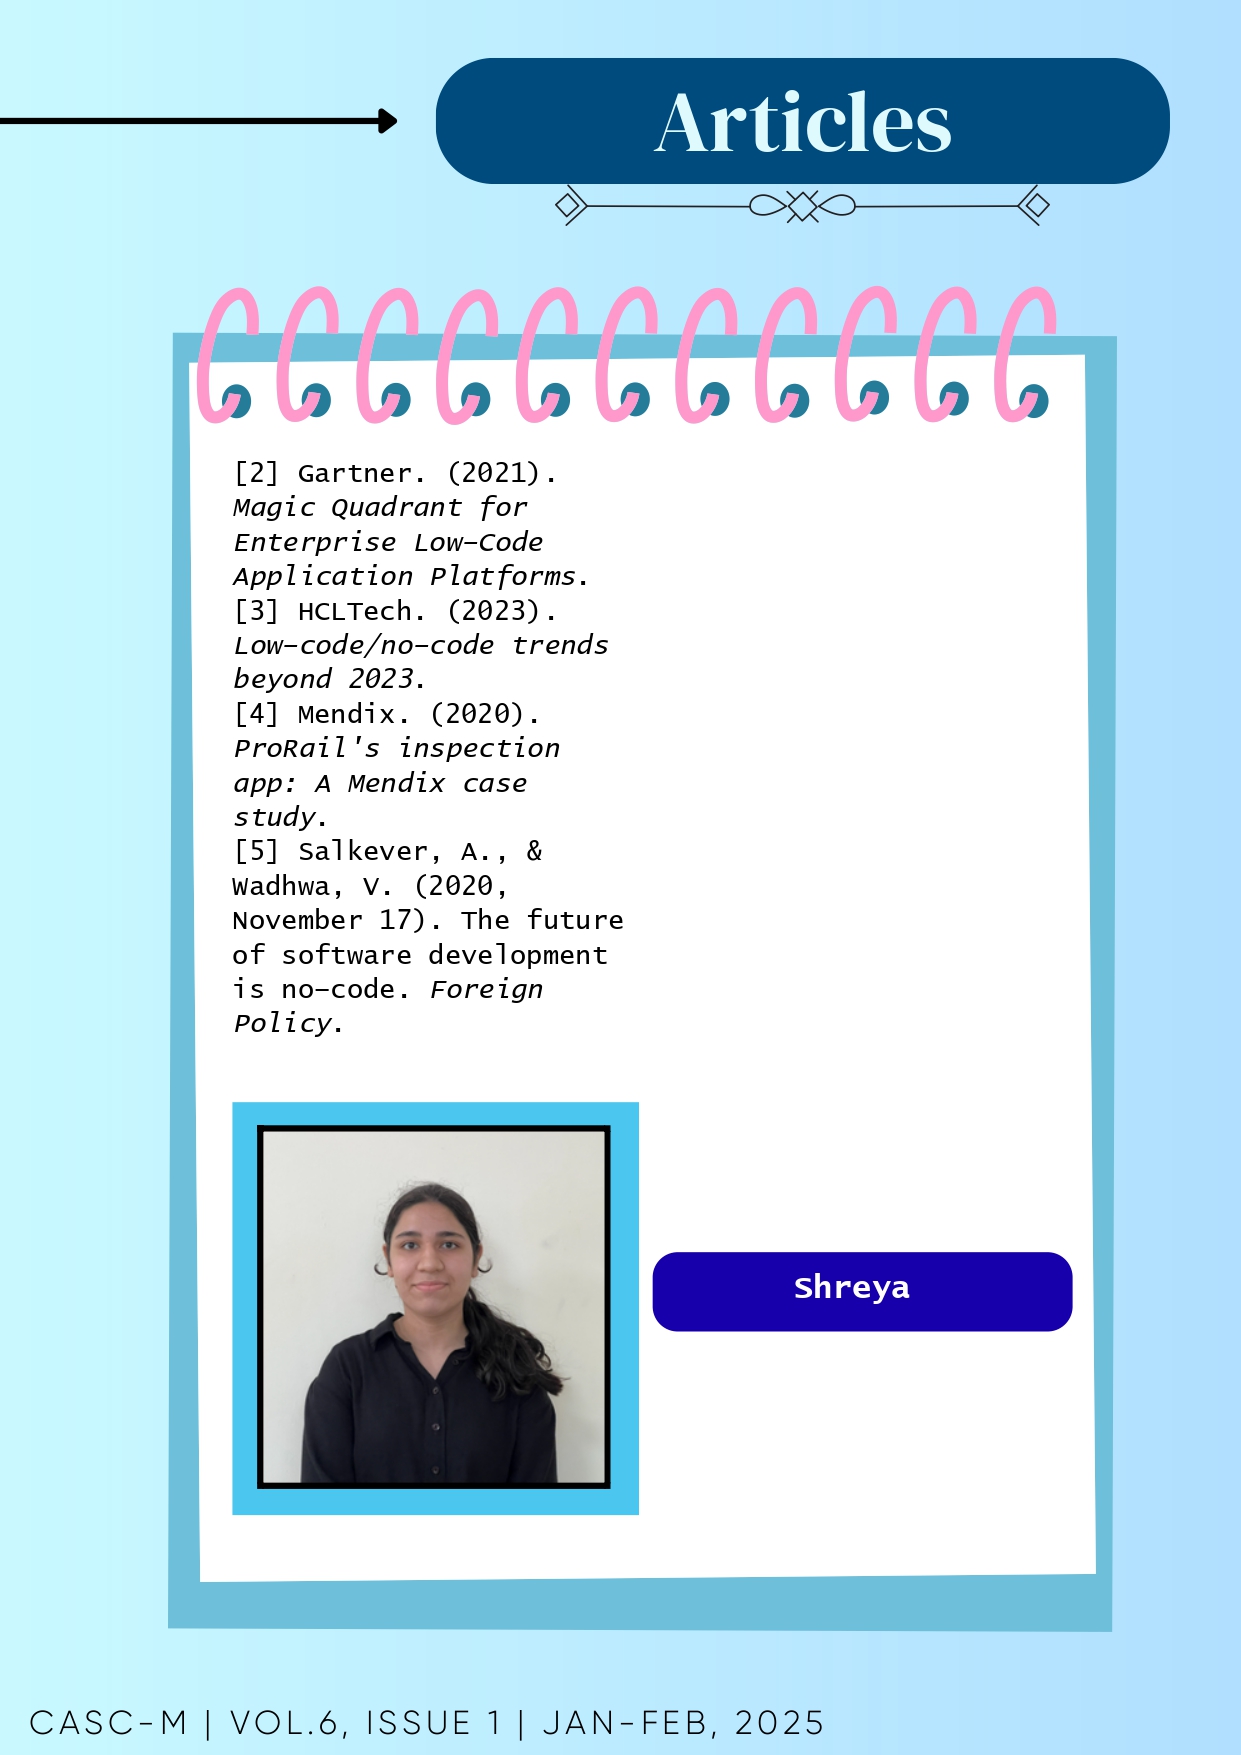 Articles
[2] Gartner. (2021).
Magic Quadrant for
Enterprise Low-Code
Application Platforms.
[3] HCLTech. (2023).
Low-code/no-code trends
beyond 2023.
[4] Mendix. (2020).
ProRail's inspection
app: A Mendix case
study.
[5] Salkever, A., &
Wadhwa, V. (2020,
November 17). The future
of software development
is no-code. Foreign
Policy.
Shreya
CASC-M | VOL.6, ISSUE 1 | JAN-FEB, 2025